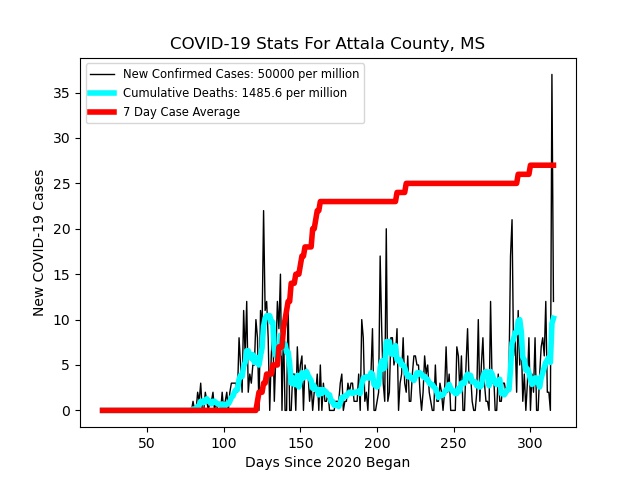 COVID-19 Stats For Attala County, MS
New Confirmed Cases: 50000 per million
Cumulative Deaths: 1485.6 per million
7 Day Case Average
New COVID-19 Cases
35
30
25
20
15
10
5
0
50 100 150 200 250 300
Days Since 2020 Began